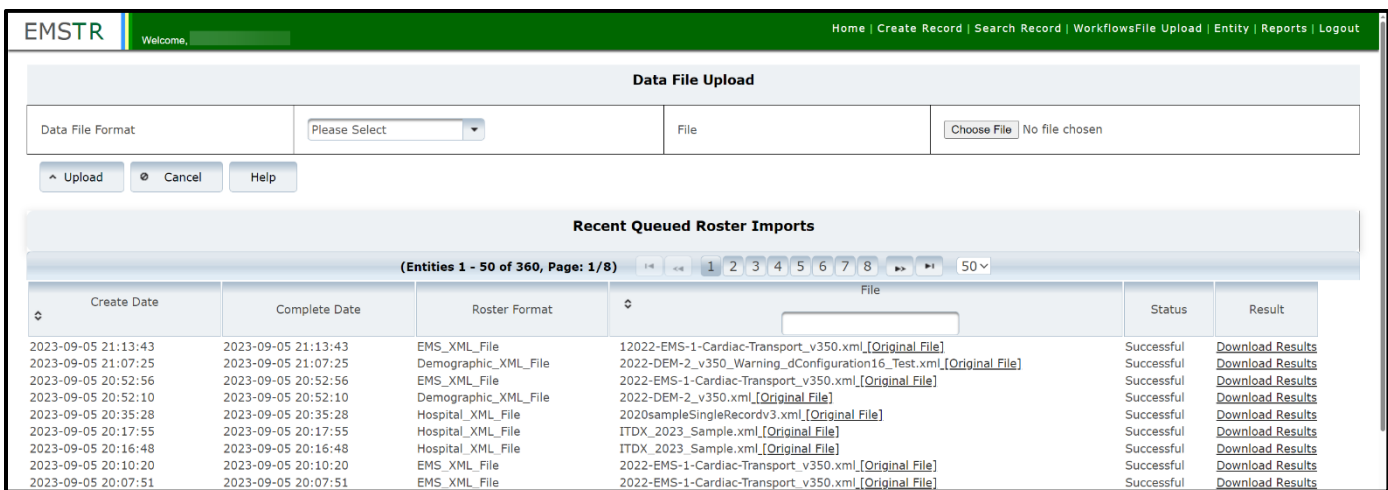 EMSTR
Welcome,
Home | Create Record | Search Record | WorkflowsFile Upload | Entity | Reports | Logout
Data File Upload
Data File Format Please Select File Choose File No file chosen
Upload Cancel Help
Recent Queued Roster Imports
(Entities 1 - 50 of 360, Page: 1/8) 1 2 3 4 5 6 7 8 50
Create Date Complete Date Roster Format File Status Result
2023-09-05 21:13:43 2023-09-05 21:13:43 EMS_XML_File 12022-EMS-1-Cardiac-Transport_v350.xml [Original File] Successful Download Results
2023-09-05 21:07:25 2023-09-05 21:07:25 Demographic_XML_File 2022-DEM-2_v350_Warning_dConfiguration16_Test.xml [Original File] Successful Download Results
2023-09-05 20:52:56 2023-09-05 20:52:56 EMS_XML_File 2022-EMS-1-Cardiac-Transport_v350.xml [Original File] Successful Download Results
2023-09-05 20:52:10 2023-09-05 20:52:10 Demographic_XML_File 2022-DEM-2_v350.xml [Original File] Successful Download Results
2023-09-05 20:35:28 2023-09-05 20:35:28 Hospital_XML_File 2020sampleSingleRecordv3.xml [Original File] Successful Download Results
2023-09-05 20:17:55 2023-09-05 20:17:55 Hospital_XML_File ITDX_2023_Sample.xml [Original File] Successful Download Results
2023-09-05 20:16:48 2023-09-05 20:16:48 Hospital_XML_File ITDX_2023_Sample.xml [Original File] Successful Download Results
2023-09-05 20:10:20 2023-09-05 20:10:20 EMS_XML_File 2022-EMS-1-Cardiac-Transport_v350.xml [Original File] Successful Download Results
2023-09-05 20:07:51 2023-09-05 20:07:51 EMS_XML_File 2022-EMS-1-Cardiac-Transport_v350.xml [Original File] Successful Download Results